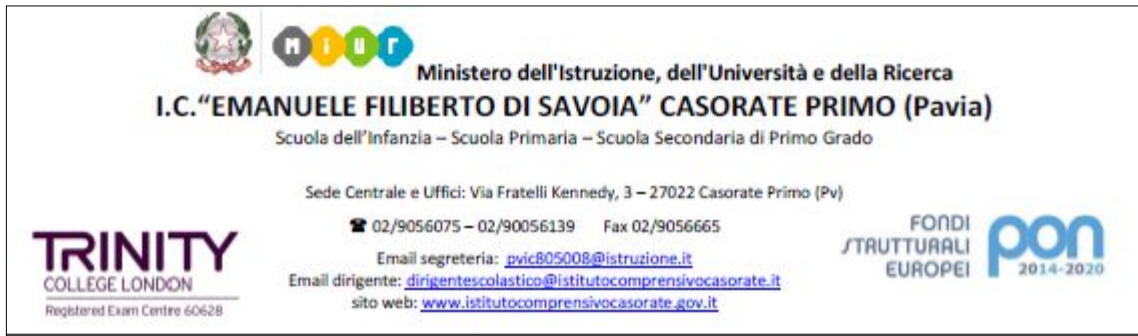 MIUR
Ministero dell'Istruzione, dell'Università e della Ricerca
I.C."EMANUELE FILIBERTO DI SAVOIA" CASORATE PRIMO (Pavia)
Scuola dell'Infanzia – Scuola Primaria – Scuola Secondaria di Primo Grado
Sede Centrale e Uffici: Via Fratelli Kennedy, 3 – 27022 Casorate Primo (Pv)
☎ 02/9056075 – 02/90056139 Fax 02/9056665
Email segreteria: pvic805008@istruzione.it
Email dirigente: dirigentescolastico@istitutocomprensivocasorate.it
sito web: www.istitutocomprensivocasorate.gov.it
TRINITY
COLLEGE LONDON
Registered Exam Centre 60628
FONDI
STRUTTURALI
EUROPEI
pon
2014-2020